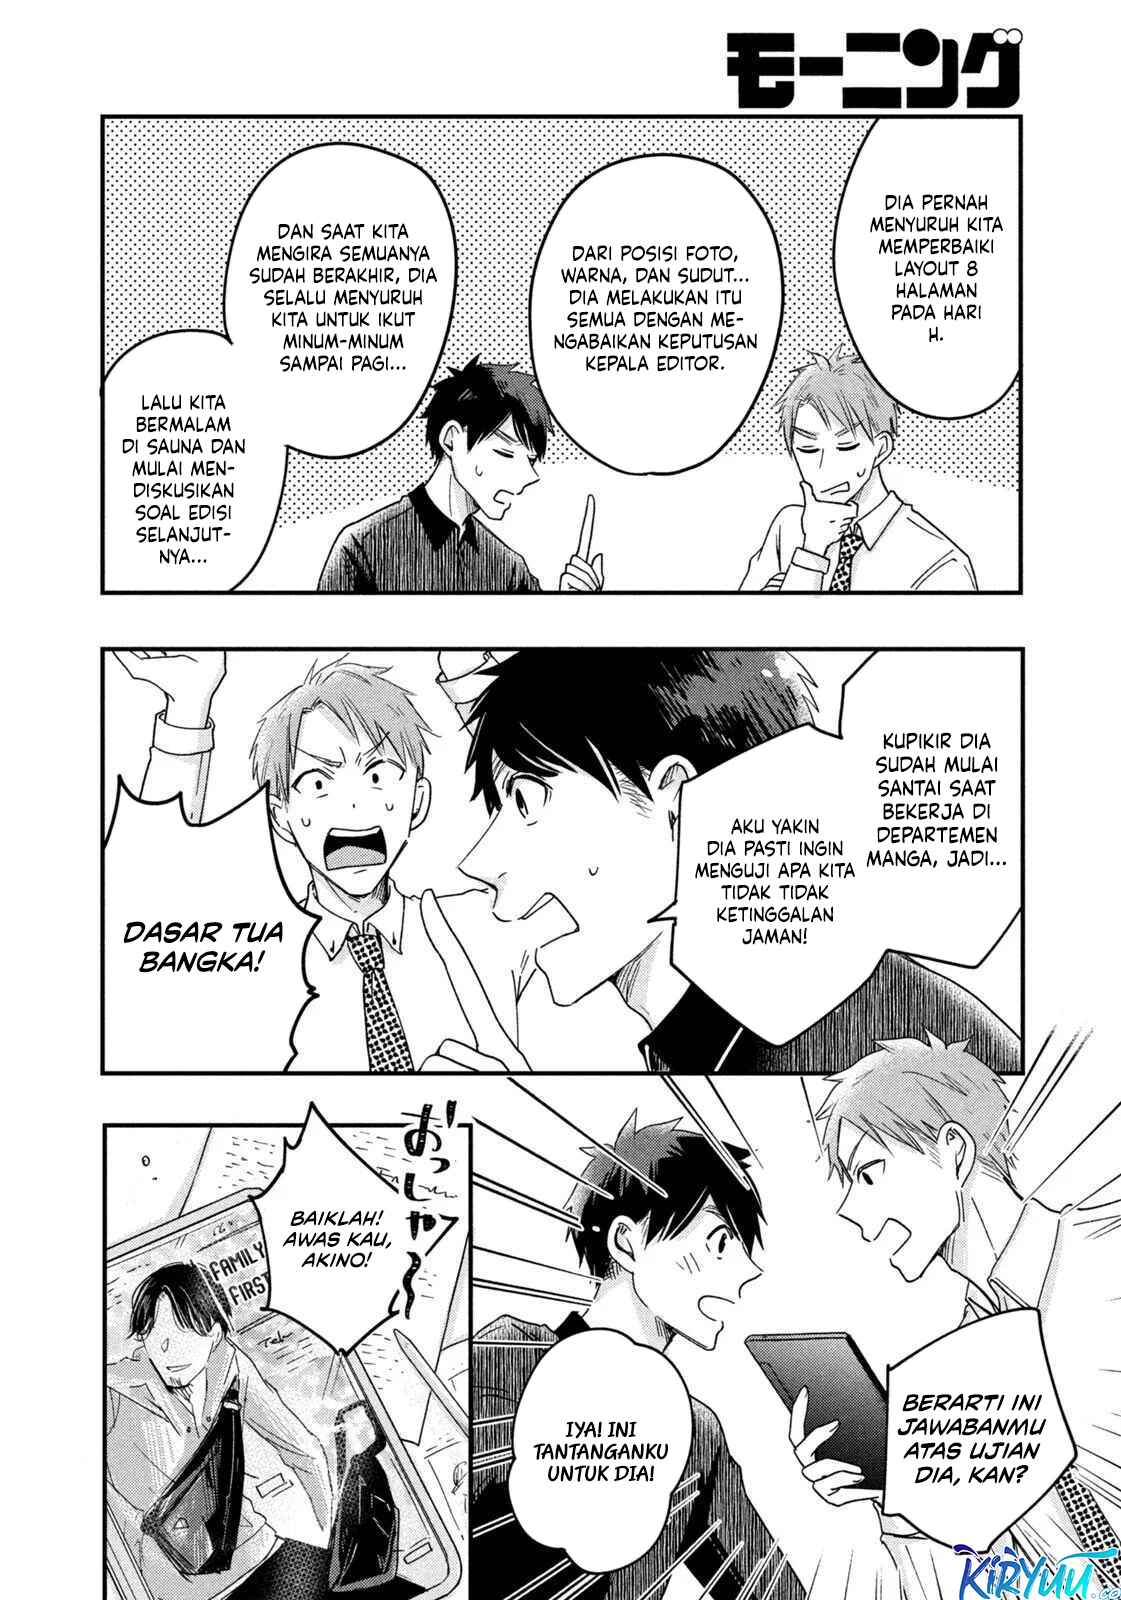 モーニング
DIA PERNAH
MENYURUH KITA
MEMPERBAIKI
LAYOUT 8
HALAMAN
PADA HARI
H.
DARI POSISI FOTO,
WARNA, DAN SUDUT...
DIA MELAKUKAN ITU
SEMUA DENGAN ME-
NGABAIKAN KEPUTUSAN
KEPALA EDITOR.
DAN SAAT KITA
MENGIRA SEMUANYA
SUDAH BERAKHIR, DIA
SELALU MENYURUH
KITA UNTUK IKUT
MINUM-MINUM
SAMPAI PAGI...
LALU KITA
BERMALAM
DI SAUNA DAN
MULAI MEN-
DISKUSIKAN
SOAL EDISI
SELANJUT-
NYA...
KUPIKIR DIA
SUDAH MULAI
SANTAI SAAT
BEKERJA DI
DEPARTEMEN
MANGA, JADI...
AKU YAKIN
DIA PASTI INGIN
MENGUJI APA KITA
TIDAK TIDAK
KETINGGALAN
JAMAN!
DASAR TUA
BANGKA!
BERARTI INI
JAWABANMU
ATAS UJIAN
DIA, KAN?
IYA! INI
TANTANGANKU
UNTUK DIA!
おっしゃ〜
BAIKLAH!
AWAS KAU,
AKINO!
FAMILY
FIRST
KIRYUU.co